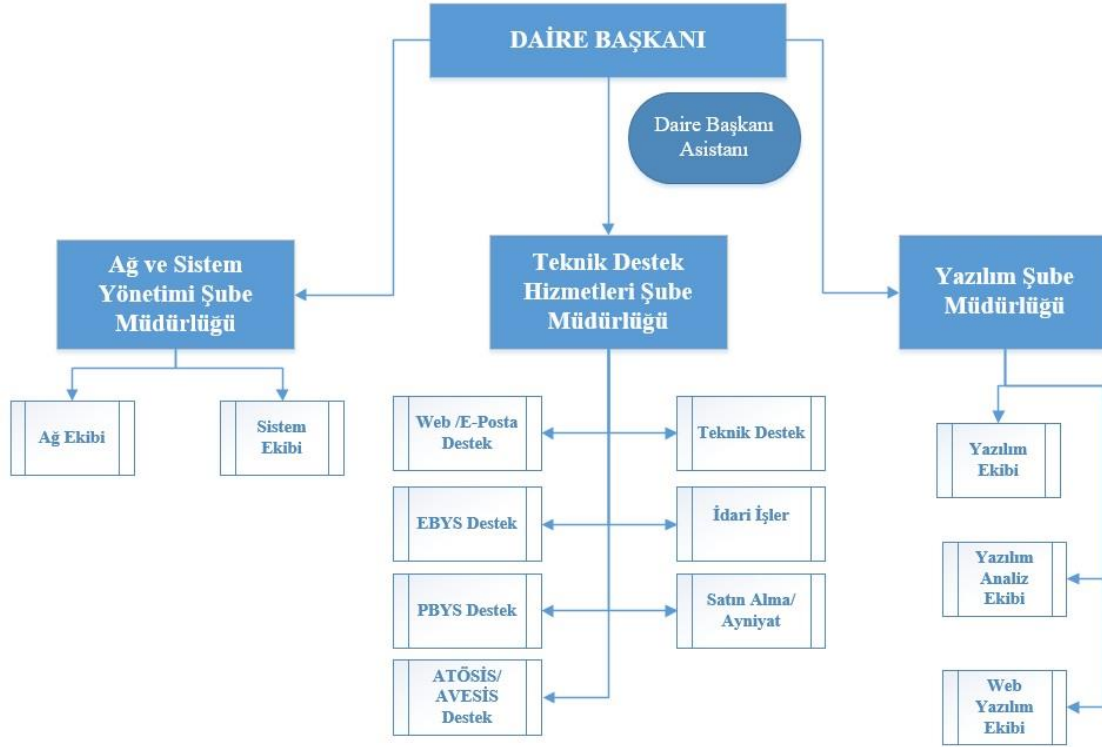 DAİRE BAŞKANI
Daire Başkanı
Asistanı
Ağ ve Sistem
Yönetimi Şube
Müdürlüğü
Teknik Destek
Hizmetleri Şube
Müdürlüğü
Yazılım Şube
Müdürlüğü
Ağ Ekibi
Sistem
Ekibi
Web /E-Posta
Destek
Teknik Destek
Yazılım
Ekibi
EBYS Destek
İdari İşler
Yazılım
Analiz
Ekibi
PBYS Destek
Satın Alma/
Ayniyat
ATÖSİS/
AVESİS
Destek
Web
Yazılım
Ekibi